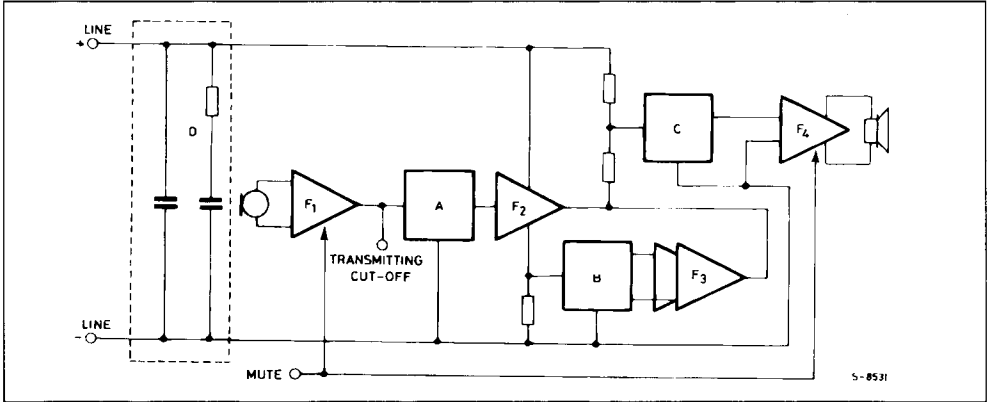 LINE
+
D
F1
A
F2
C
F4
TRANSMITTING
CUT-OFF
B
F3
LINE
-
MUTE
S-8531